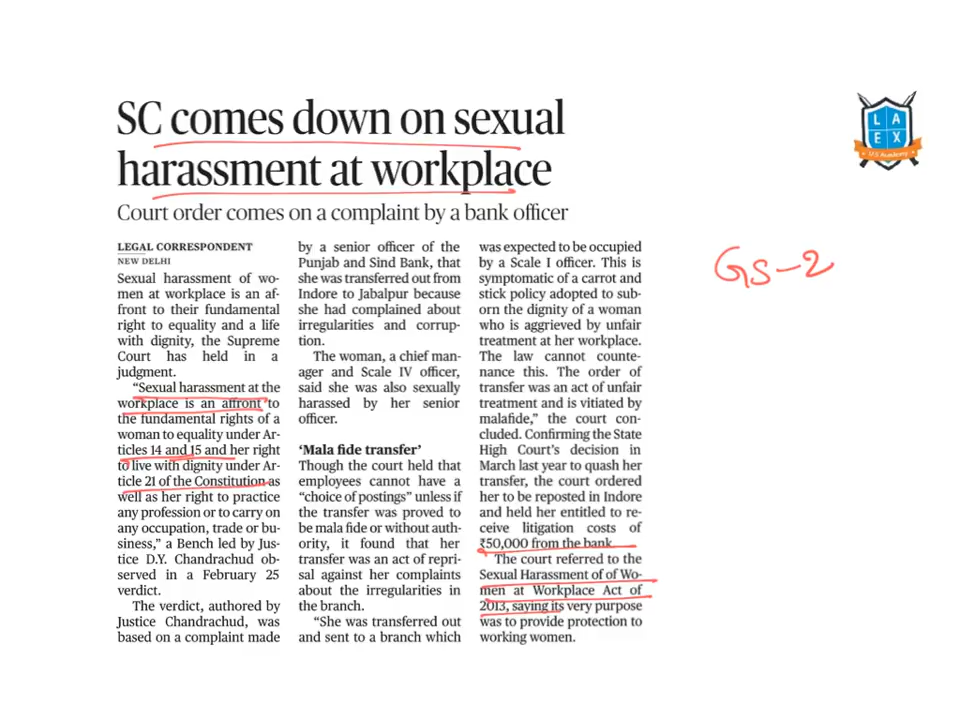 SC comes down on sexual
harassment at workplace
Court order comes on a complaint by a bank officer
LEGAL CORRESPONDENT
NEW DELHI
Sexual harassment of wo-
men at workplace is an af-
front to their fundamental
right to equality and a life
with dignity, the Supreme
Court has held in a
judgment.
“Sexual harassment at the
workplace is an affront to
the fundamental rights of a
woman to equality under Ar-
ticles 14 and 15 and her right
to live with dignity under Ar-
ticle 21 of the Constitution as
well as her right to practice
any profession or to carry on
any occupation, trade or bu-
siness,” a Bench led by Jus-
tice D.Y. Chandrachud ob-
served in a February 25
verdict.
The verdict, authored by
Justice Chandrachud, was
based on a complaint made
by a senior officer of the
Punjab and Sind Bank, that
she was transferred out from
Indore to Jabalpur because
she had complained about
irregularities and corrup-
tion.
The woman, a chief man-
ager and Scale IV officer,
said she was also sexually
harassed by her senior
officer.
‘Mala fide transfer’
Though the court held that
employees cannot have a
“choice of postings” unless if
the transfer was proved to
be mala fide or without auth-
ority, it found that her
transfer was an act of repri-
sal against her complaints
about the irregularities in
the branch.
“She was transferred out
and sent to a branch which
was expected to be occupied
by a Scale I officer. This is
symptomatic of a carrot and
stick policy adopted to sub-
orn the dignity of a woman
who is aggrieved by unfair
treatment at her workplace.
The law cannot counte-
nance this. The order of
transfer was an act of unfair
treatment and is vitiated by
malafide,” the court con-
cluded. Confirming the State
High Court’s decision in
March last year to quash her
transfer, the court ordered
her to be reposted in Indore
and held her entitled to re-
ceive litigation costs of
₹50,000 from the bank.
The court referred to the
Sexual Harassment of of Wo-
men at Workplace Act of
2013, saying its very purpose
was to provide protection to
working women.
GS-2
L A
E X
IAS Academy